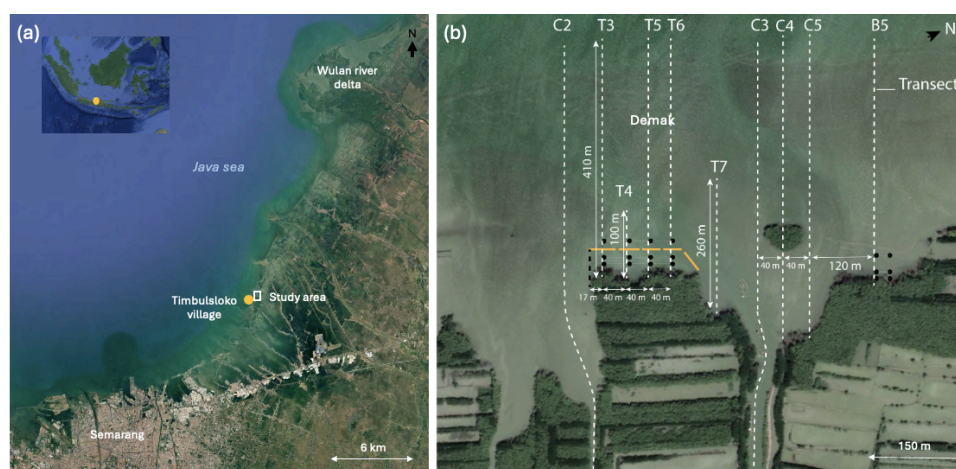 (a)
N
Wulan river
delta
Java sea
Timbulsloko
village
Study area
Semarang
6 km
(b)
C2
T3
T5
T6
C3
C4
C5
B5
N
Transect
Demak
410 m
T4
100 m
T7
260 m
40 m
40 m
120 m
17 m
40 m
40 m
40 m
150 m